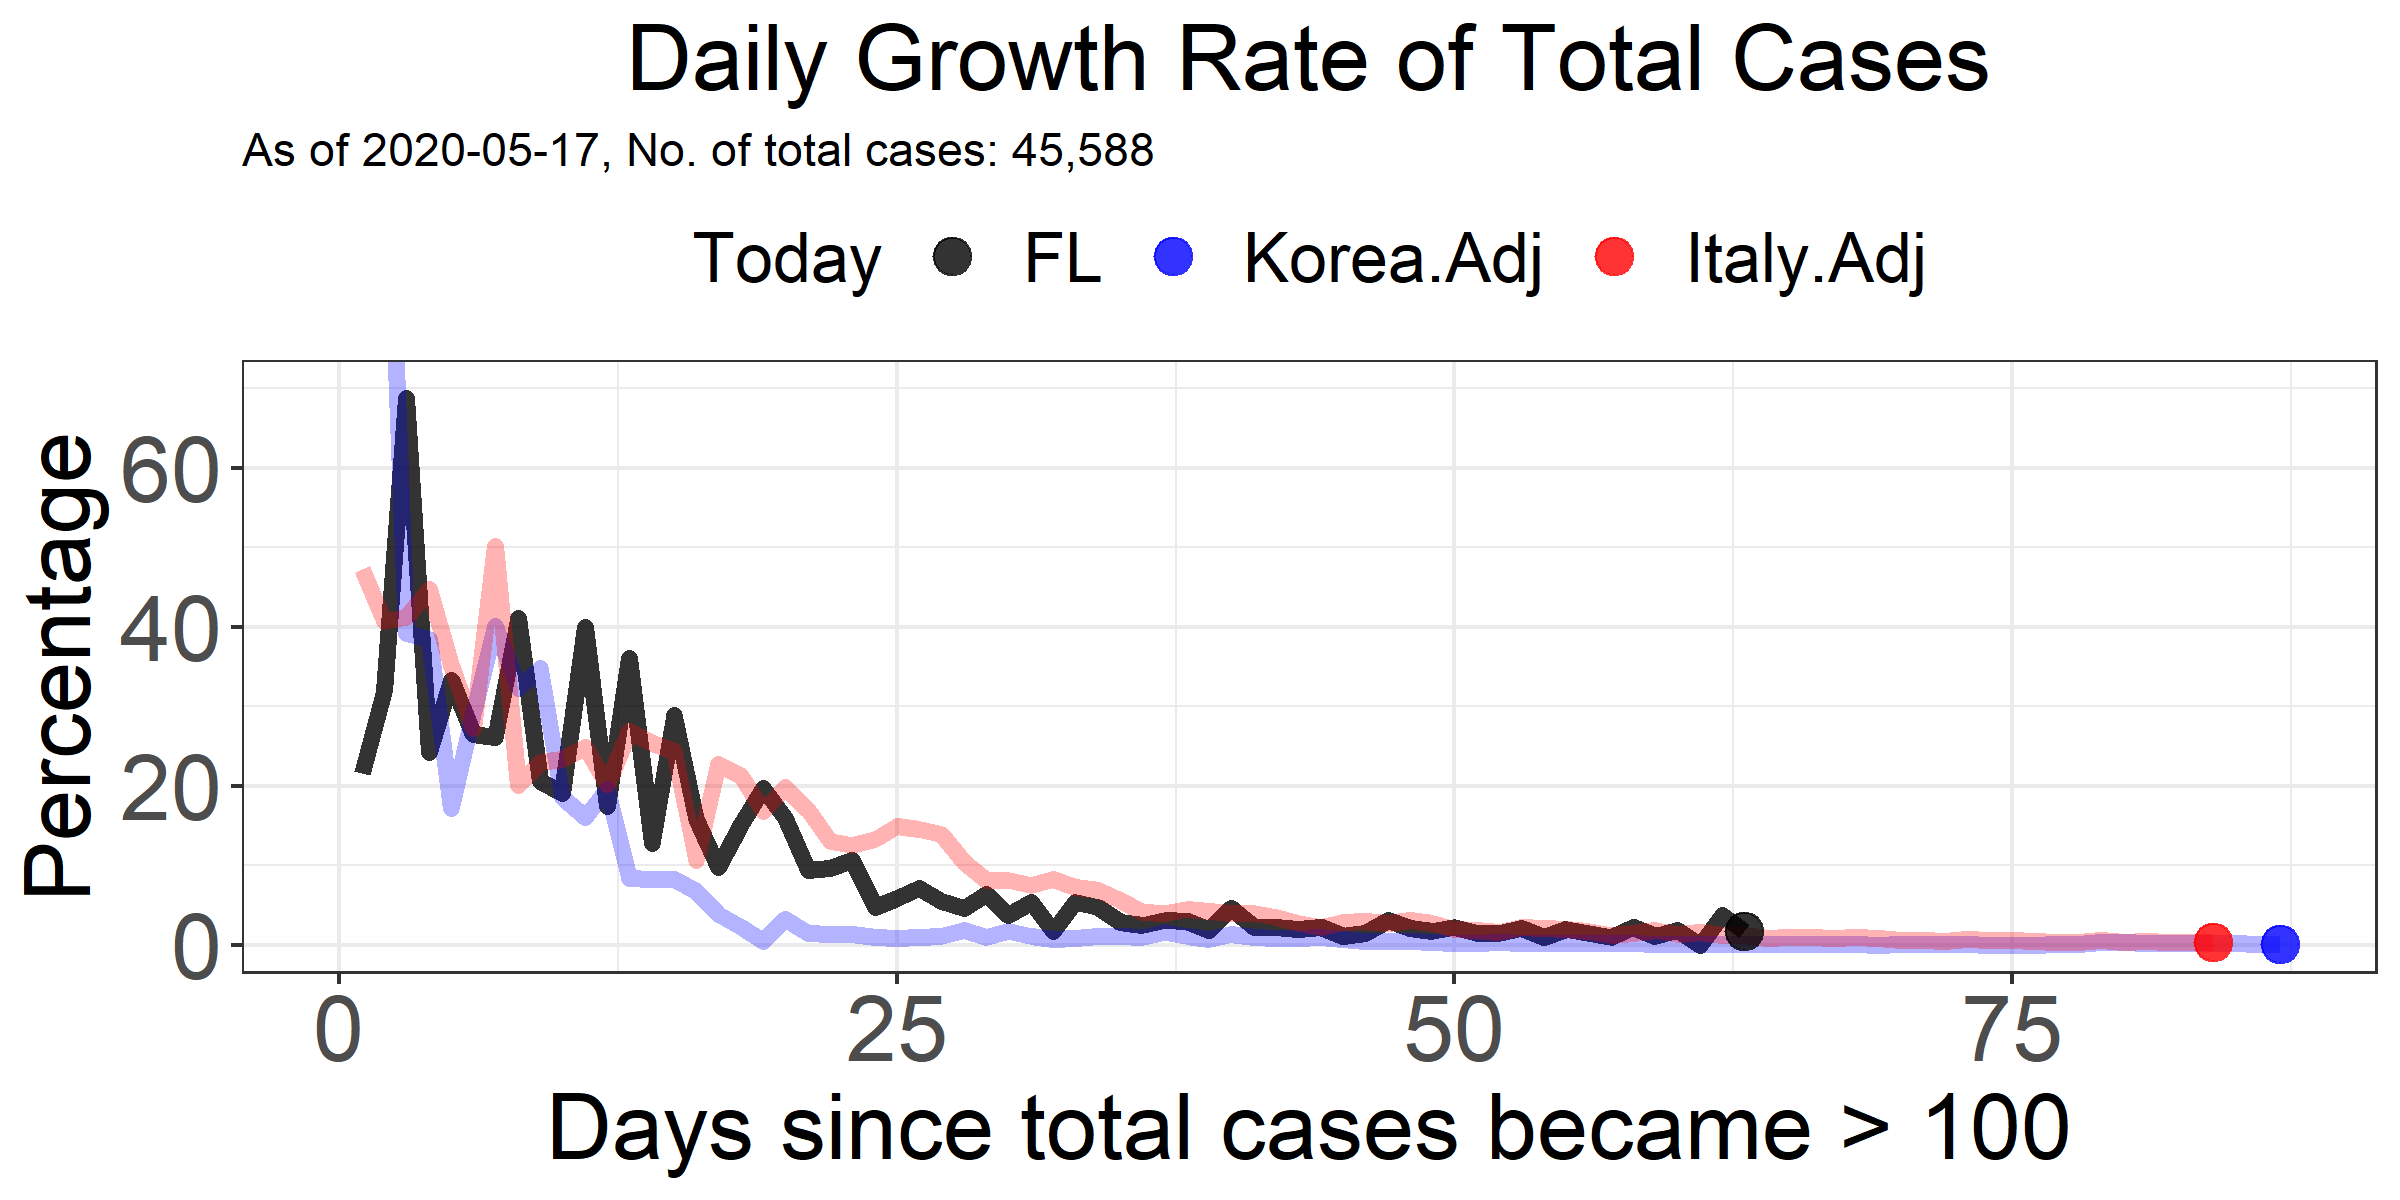 Daily Growth Rate of Total Cases
As of 2020-05-17, No. of total cases: 45,588
Today FL Korea.Adj Italy.Adj
Percentage
60
40
20
0
0 25 50 75
Days since total cases became > 100